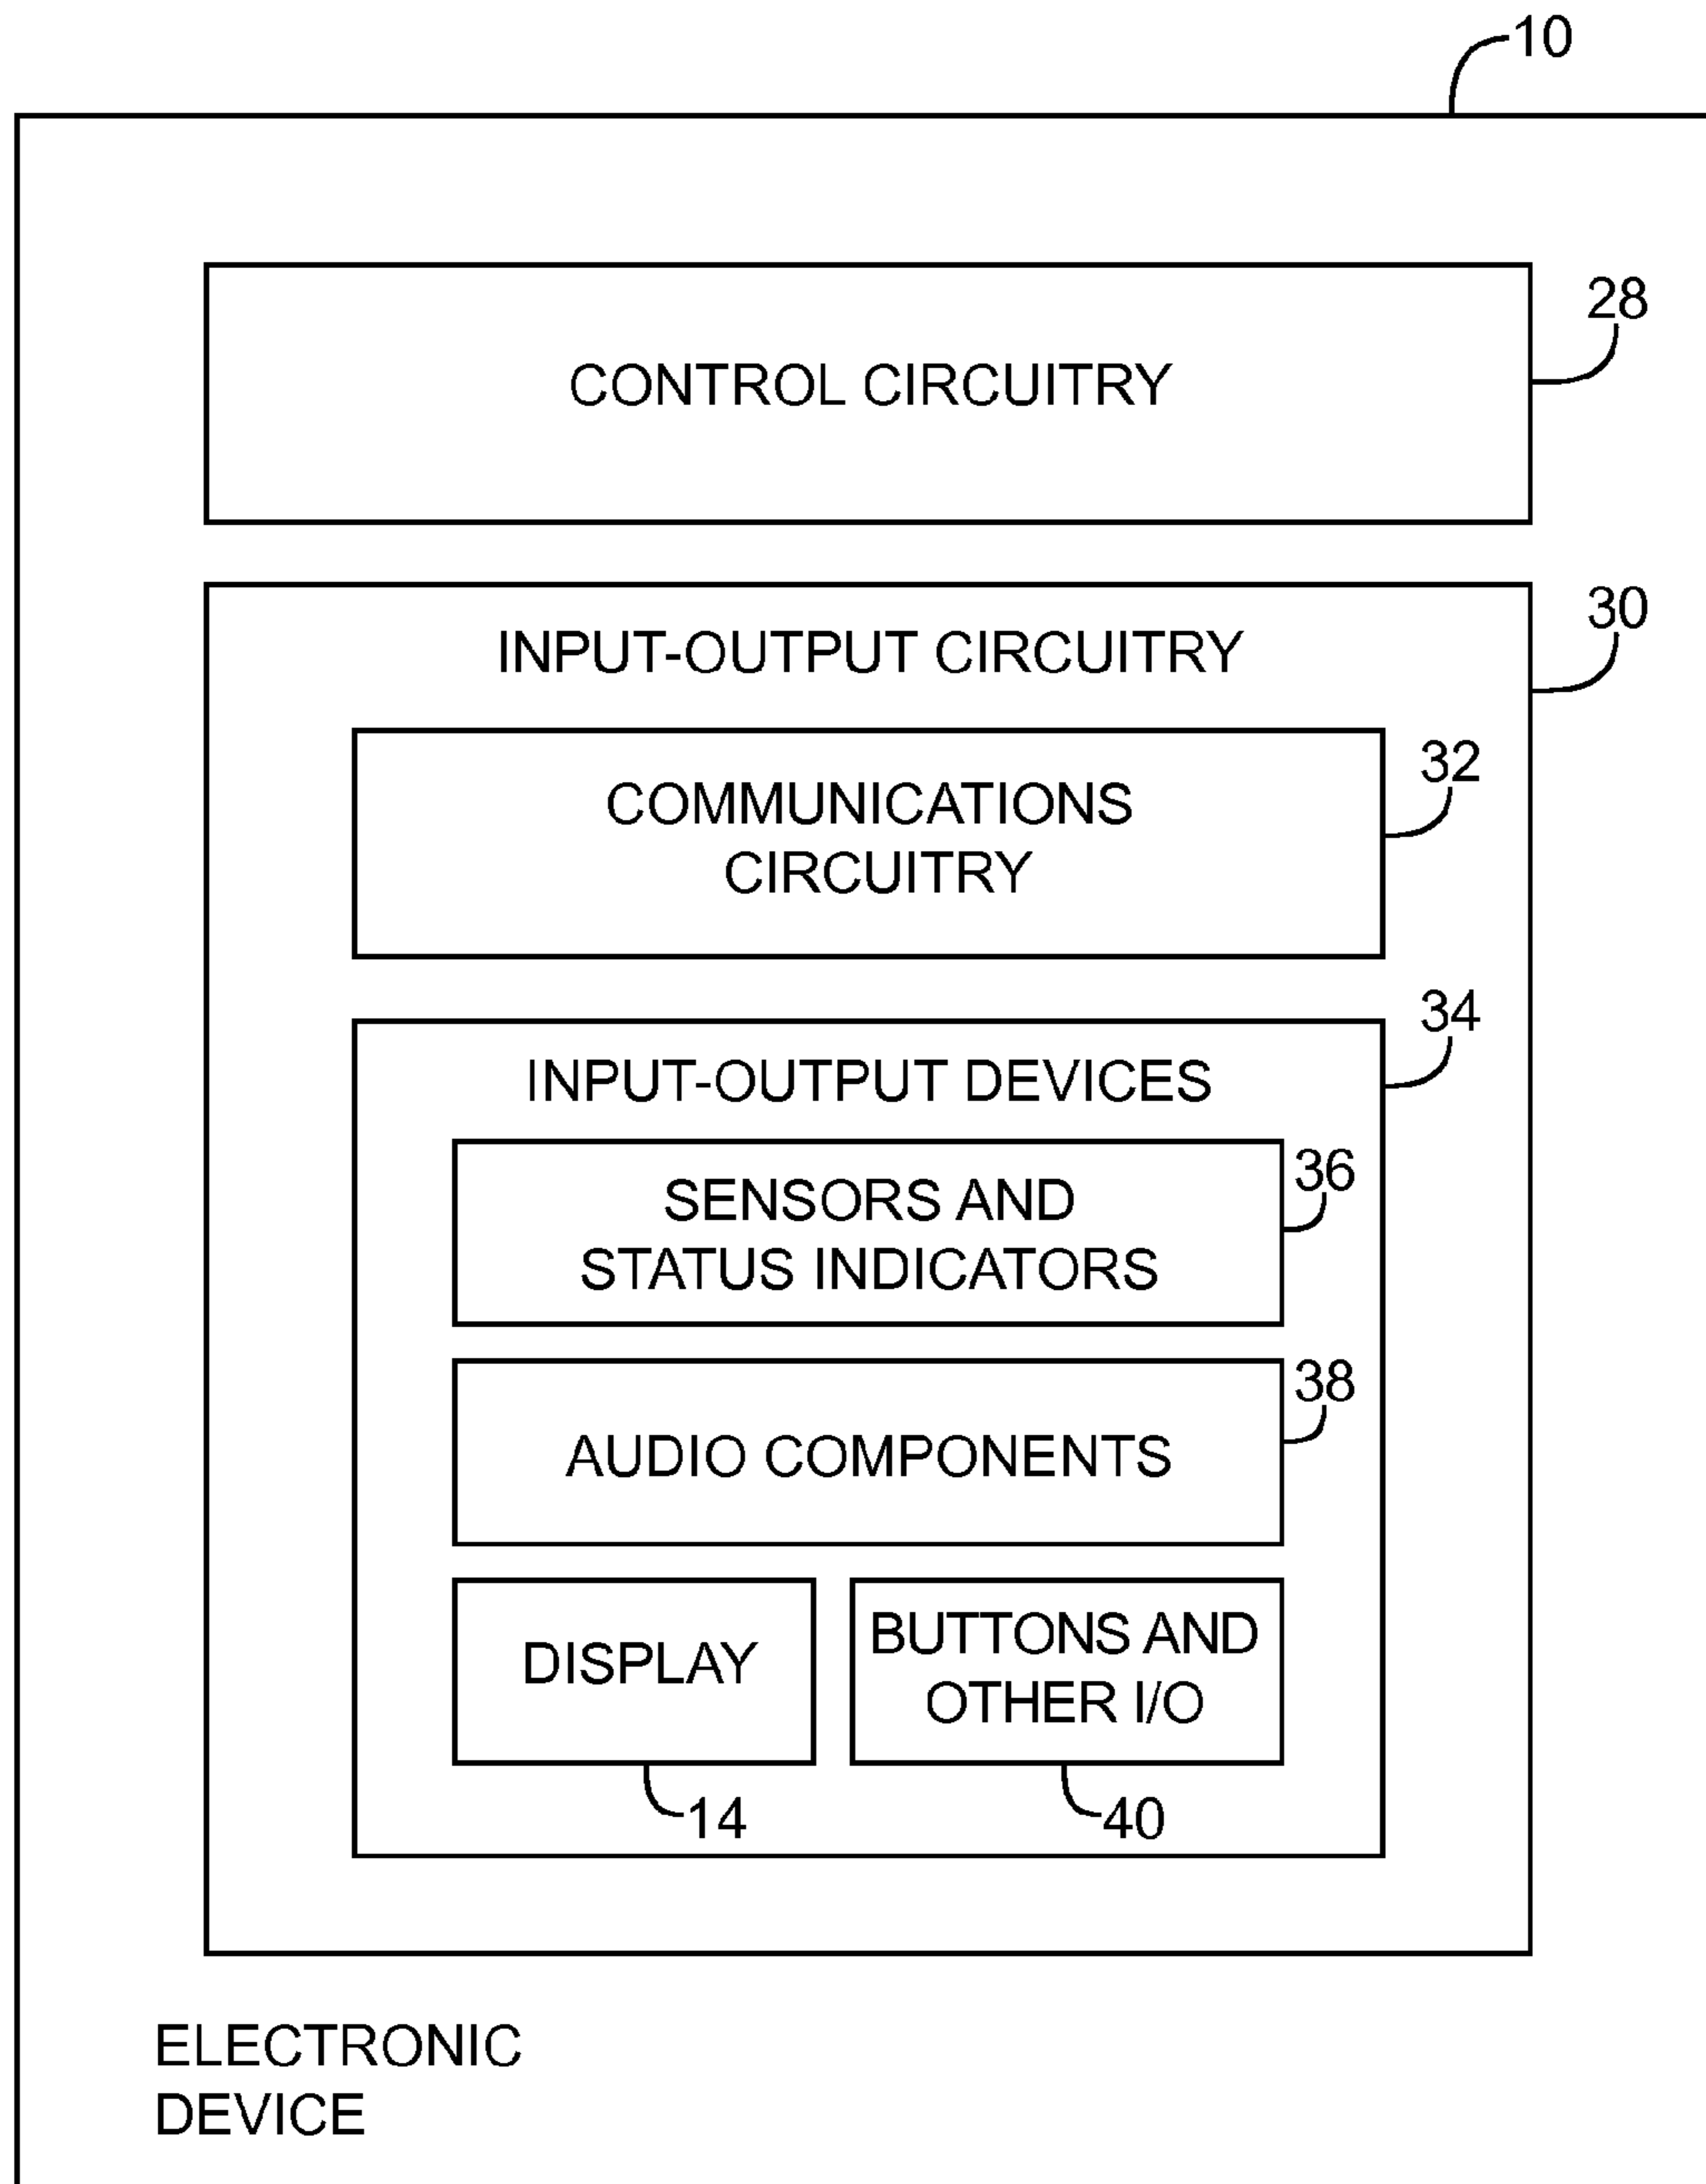 10
CONTROL CIRCUITRY
28
INPUT-OUTPUT CIRCUITRY
30
COMMUNICATIONS
CIRCUITRY
32
INPUT-OUTPUT DEVICES
34
SENSORS AND
STATUS INDICATORS
36
AUDIO COMPONENTS
38
DISPLAY
14
BUTTONS AND
OTHER I/O
40
ELECTRONIC
DEVICE